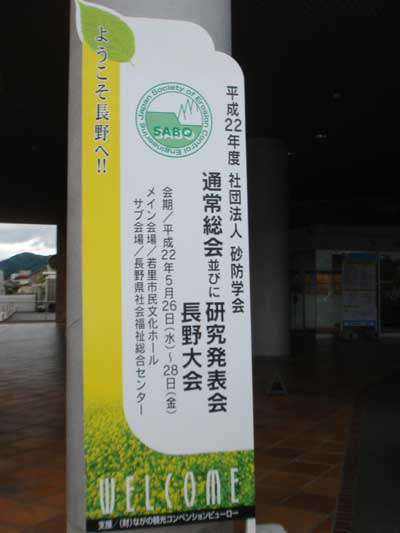 ようこそ長野へ!!
Japan Society of Erosion Control Engineering
SABO
平成22年度 社団法人 砂防学会
通常総会並びに研究発表会
長野大会
会期／平成22年5月26日(水)～28日(金)
メイン会場／若里市民文化ホール
サブ会場／長野県社会福祉総合センター
WELCOME
支援／(財)ながの観光コンベンションビューロー